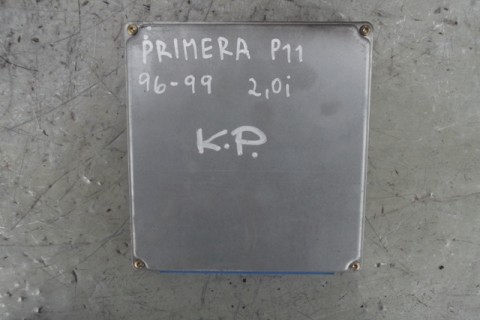 PRIMERA P11
96-99 2,0i
K.P.